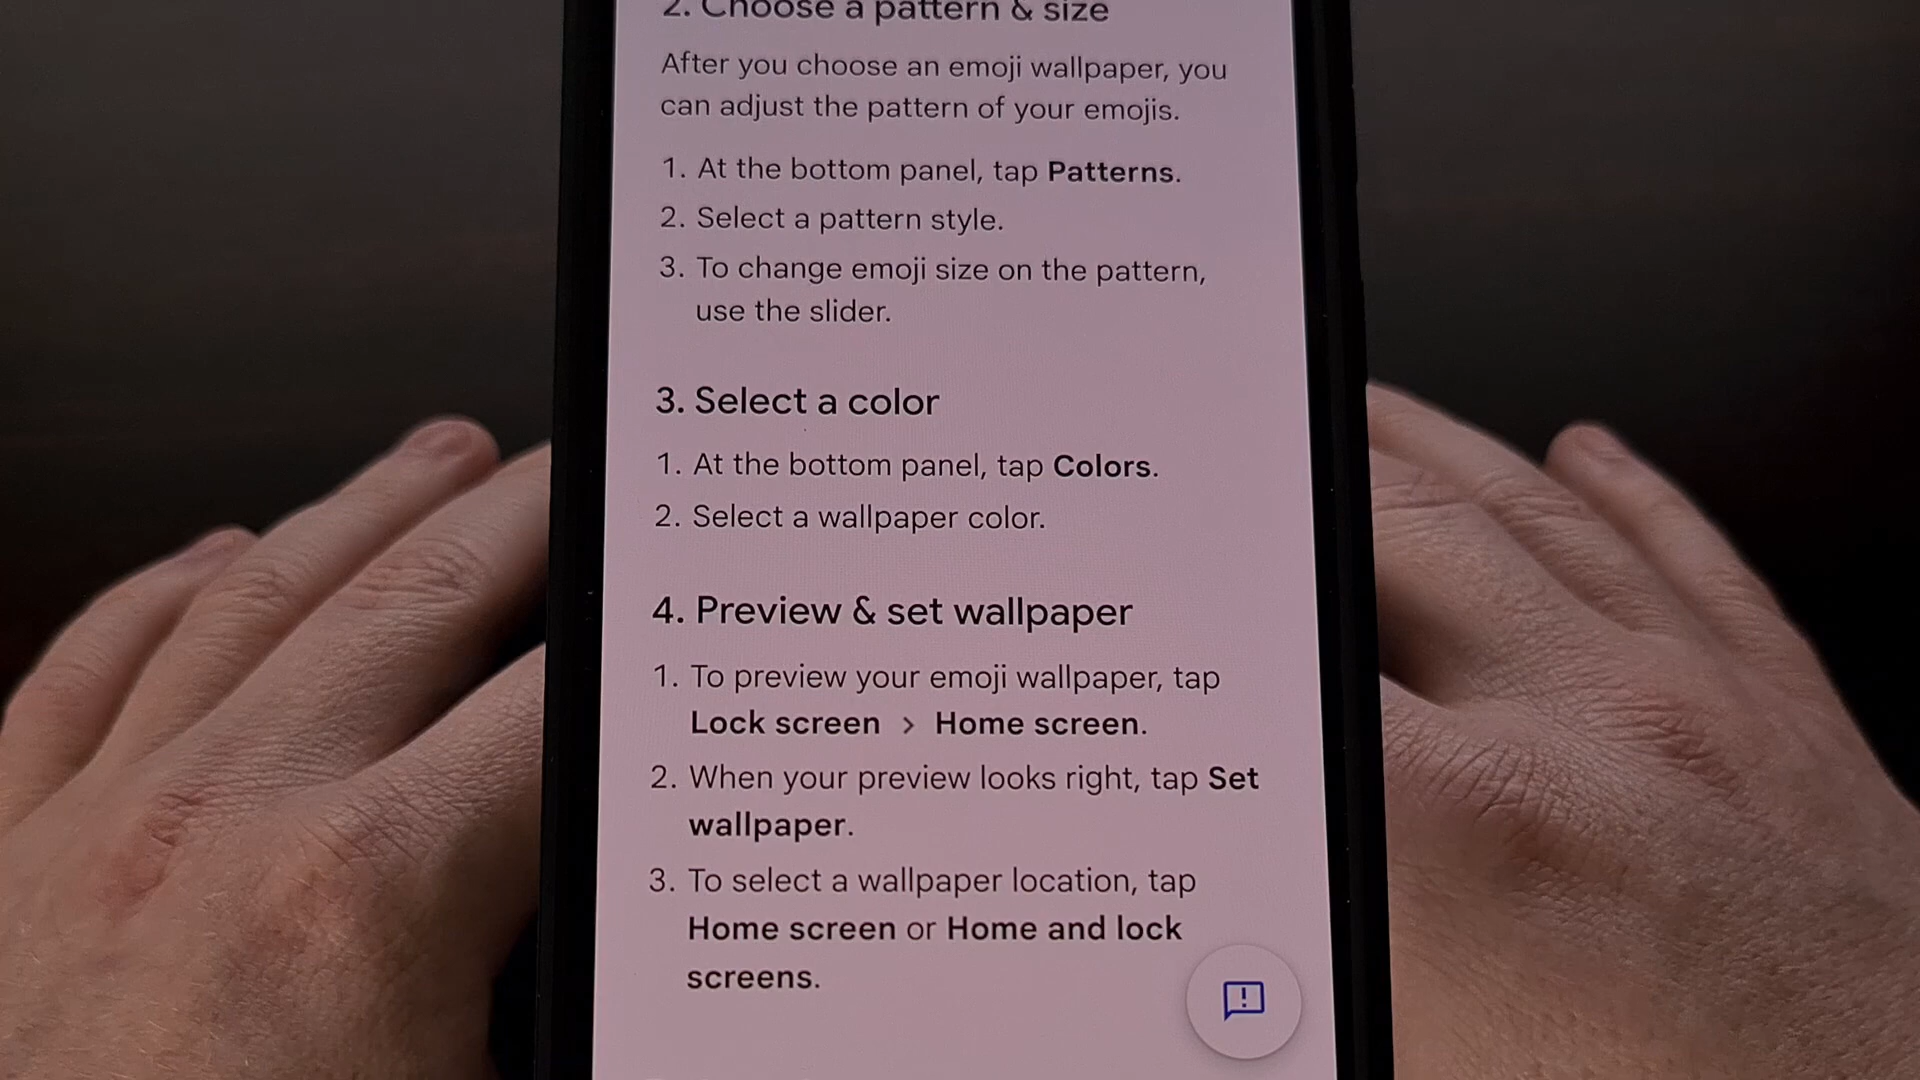 2. Choose a pattern & size
After you choose an emoji wallpaper, you
can adjust the pattern of your emojis.
1. At the bottom panel, tap Patterns.
2. Select a pattern style.
3. To change emoji size on the pattern,
use the slider.
3. Select a color
1. At the bottom panel, tap Colors.
2. Select a wallpaper color.
4. Preview & set wallpaper
1. To preview your emoji wallpaper, tap
Lock screen > Home screen.
2. When your preview looks right, tap Set
wallpaper.
3. To select a wallpaper location, tap
Home screen or Home and lock
screens.